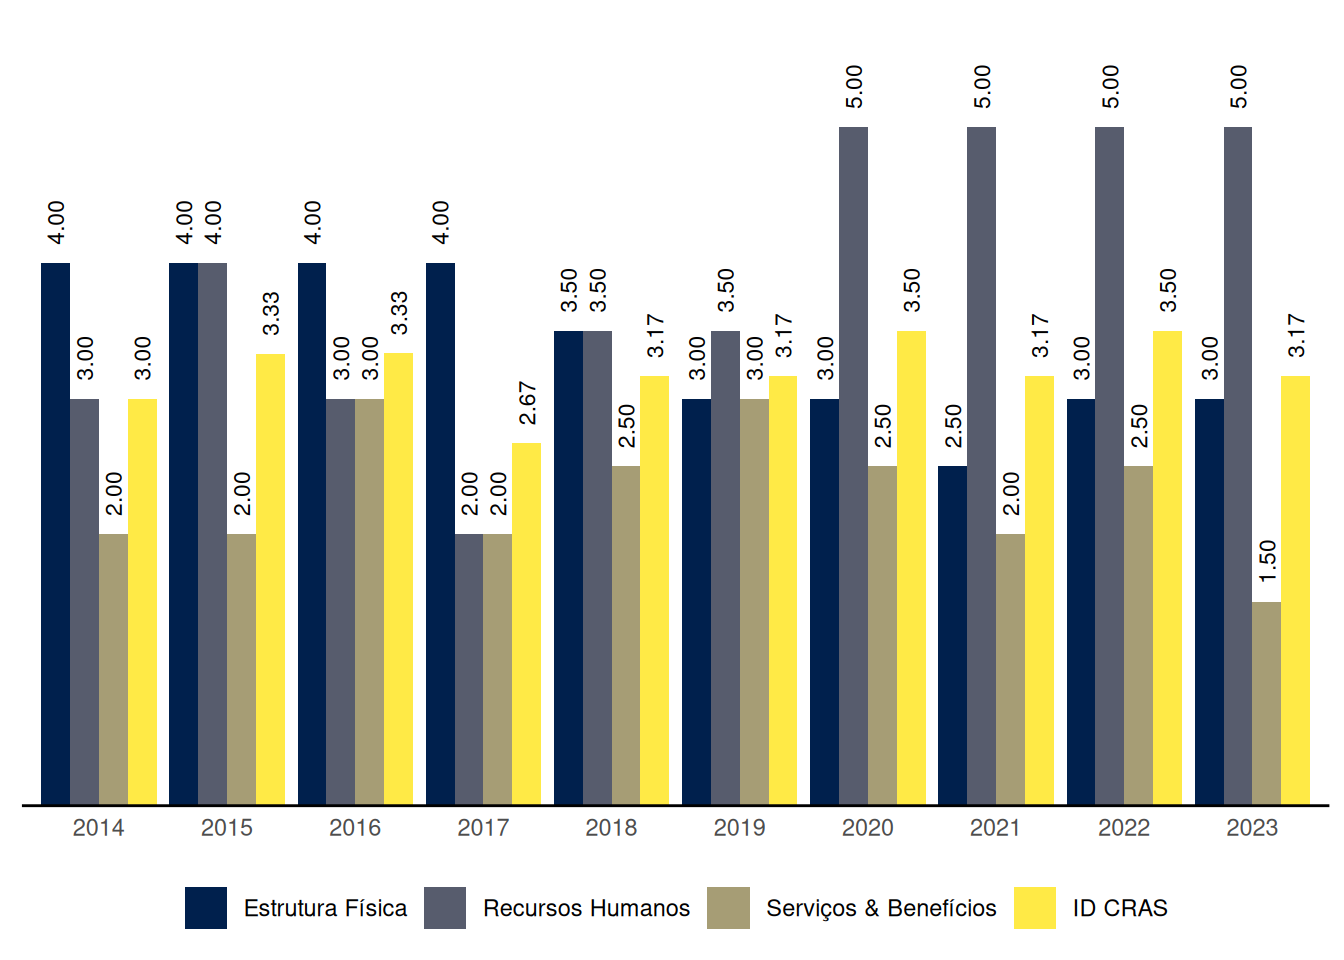 4.00 3.00 2.00 3.00
4.00 4.00 2.00 3.33
4.00 3.00 3.00 3.33
4.00 2.00 2.00 2.67
3.50 3.50 2.50 3.17
3.00 3.50 3.00 3.17
3.00 5.00 2.50 3.50
2.50 5.00 2.00 3.17
3.00 5.00 2.50 3.50
3.00 5.00 1.50 3.17
2014 2015 2016 2017 2018 2019 2020 2021 2022 2023
Estrutura Física Recursos Humanos Serviços & Benefícios ID CRAS